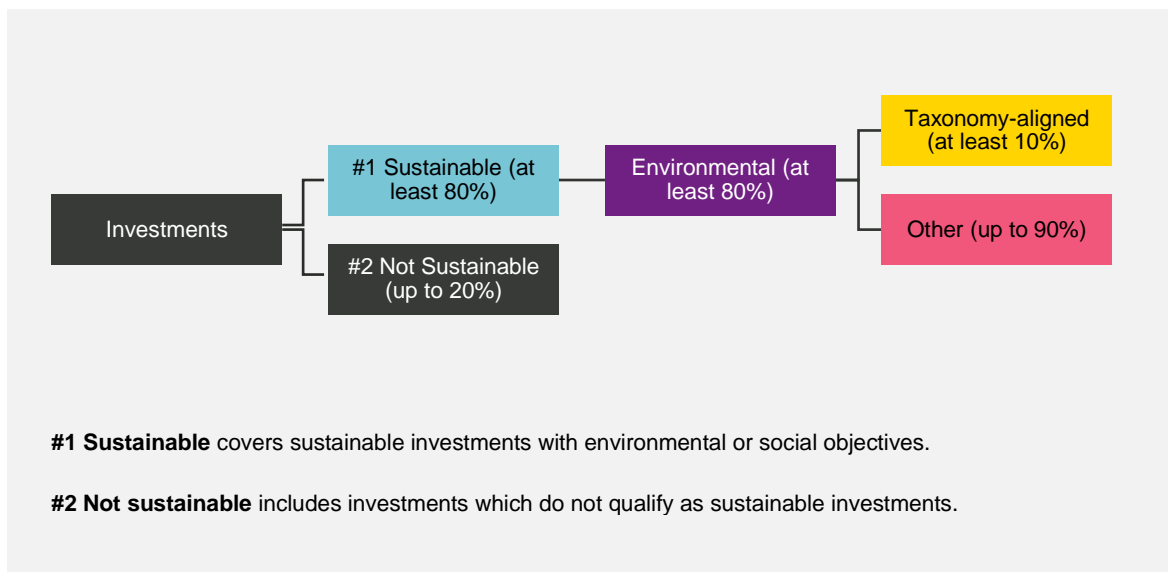 Investments
#1 Sustainable (at
least 80%)
#2 Not Sustainable
(up to 20%)
Environmental (at
least 80%)
Taxonomy-aligned
(at least 10%)
Other (up to 90%)
#1 Sustainable covers sustainable investments with environmental or social objectives.
#2 Not sustainable includes investments which do not qualify as sustainable investments.